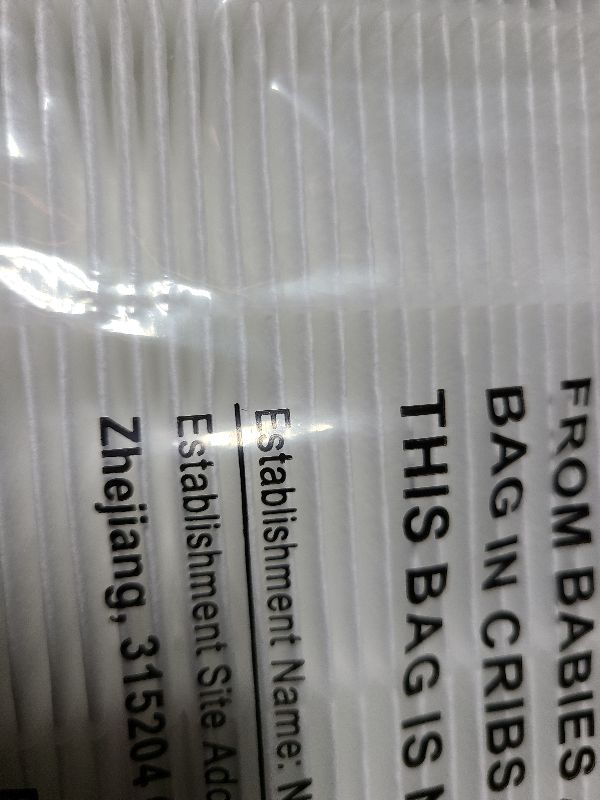 FROM BABIES
BAG IN CRIBS
THIS BAG IS
Establishment Name:
Establishment Site
Zhejiang, 315204